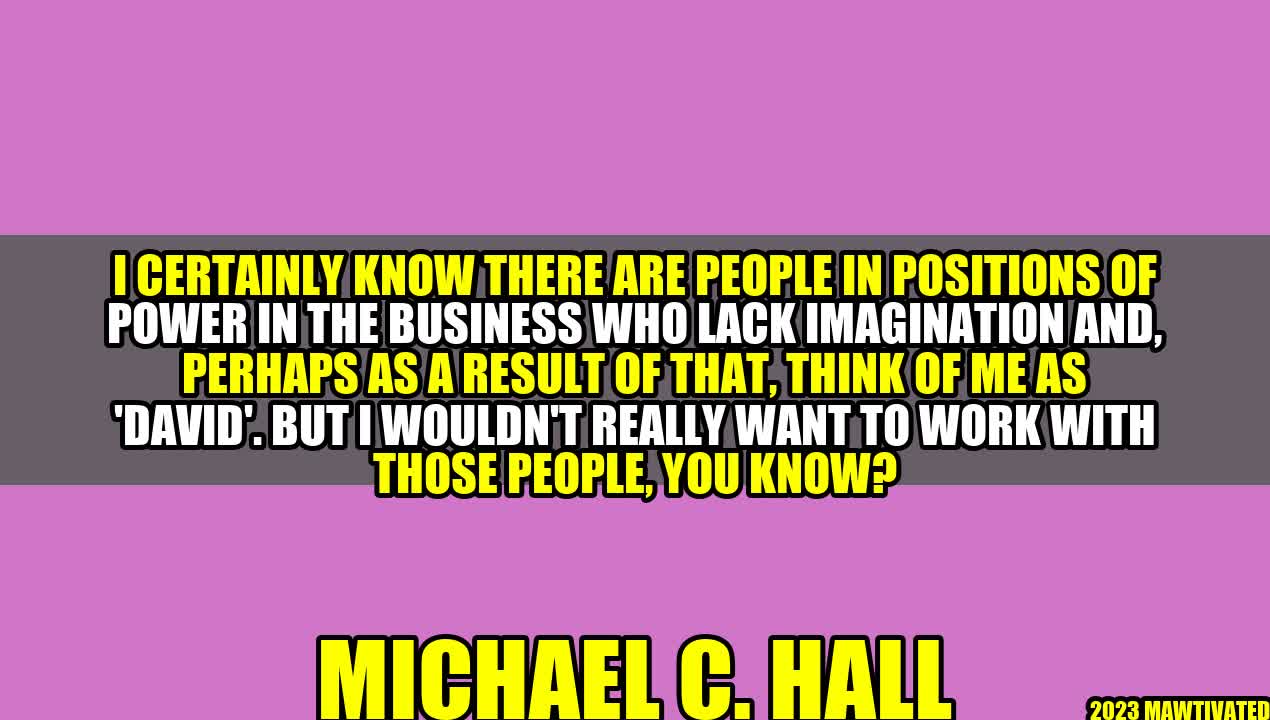 I CERTAINLY KNOW THERE ARE PEOPLE IN POSITIONS OF
POWER IN THE BUSINESS WHO LACK IMAGINATION AND,
PERHAPS AS A RESULT OF THAT, THINK OF ME AS
'DAVID'. BUT I WOULDN'T REALLY WANT TO WORK WITH
THOSE PEOPLE, YOU KNOW?
MICHAEL C. HALL
2023 MAWTIVATED